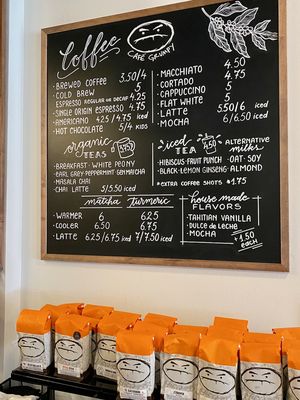 Coffee
CAFE GRUMPY
• BREWED COFFEE 3.50/4
• COLD BREW 5
ESPRESSO REGULAR OR DECAF 4.25
• SINGLE ORIGIN ESPRESSO 4.75
• AMERICANO 4.25/4.75 iced
• HOT CHOCOLATE 5/4 KIDS
• MACCHIATO 4.50
• CORTADO 4.75
• CAPPUCCINO 5
• FLAT WHITE 5
• LATTE 5.50/6 iced
• MOCHA 6/6.50 iced
organic TEAS
• BREAKFAST • WHITE PEONY
• EARL GREY • PEPPERMINT • GEN MAICHA
• MASALA CHAI
• CHAI LATTE 5/5.50 iced
iced TEA 4.50
• HIBISCUS • FRUIT PUNCH
• BLACK • LEMON GINSENG
ALTERNATIVE milks
• OAT • SOY
• ALMOND
* EXTRA COFFEE SHOTS $1.75
matcha turmeric
• WARMER 6 6.25
• COOLER 6.50 6.75
• LATTE 6.25/6.75 iced 7/7.50 iced
house made FLAVORS
• TAHITIAN VANILLA
• DULCE de LECHE
• MOCHA
+1.50 each